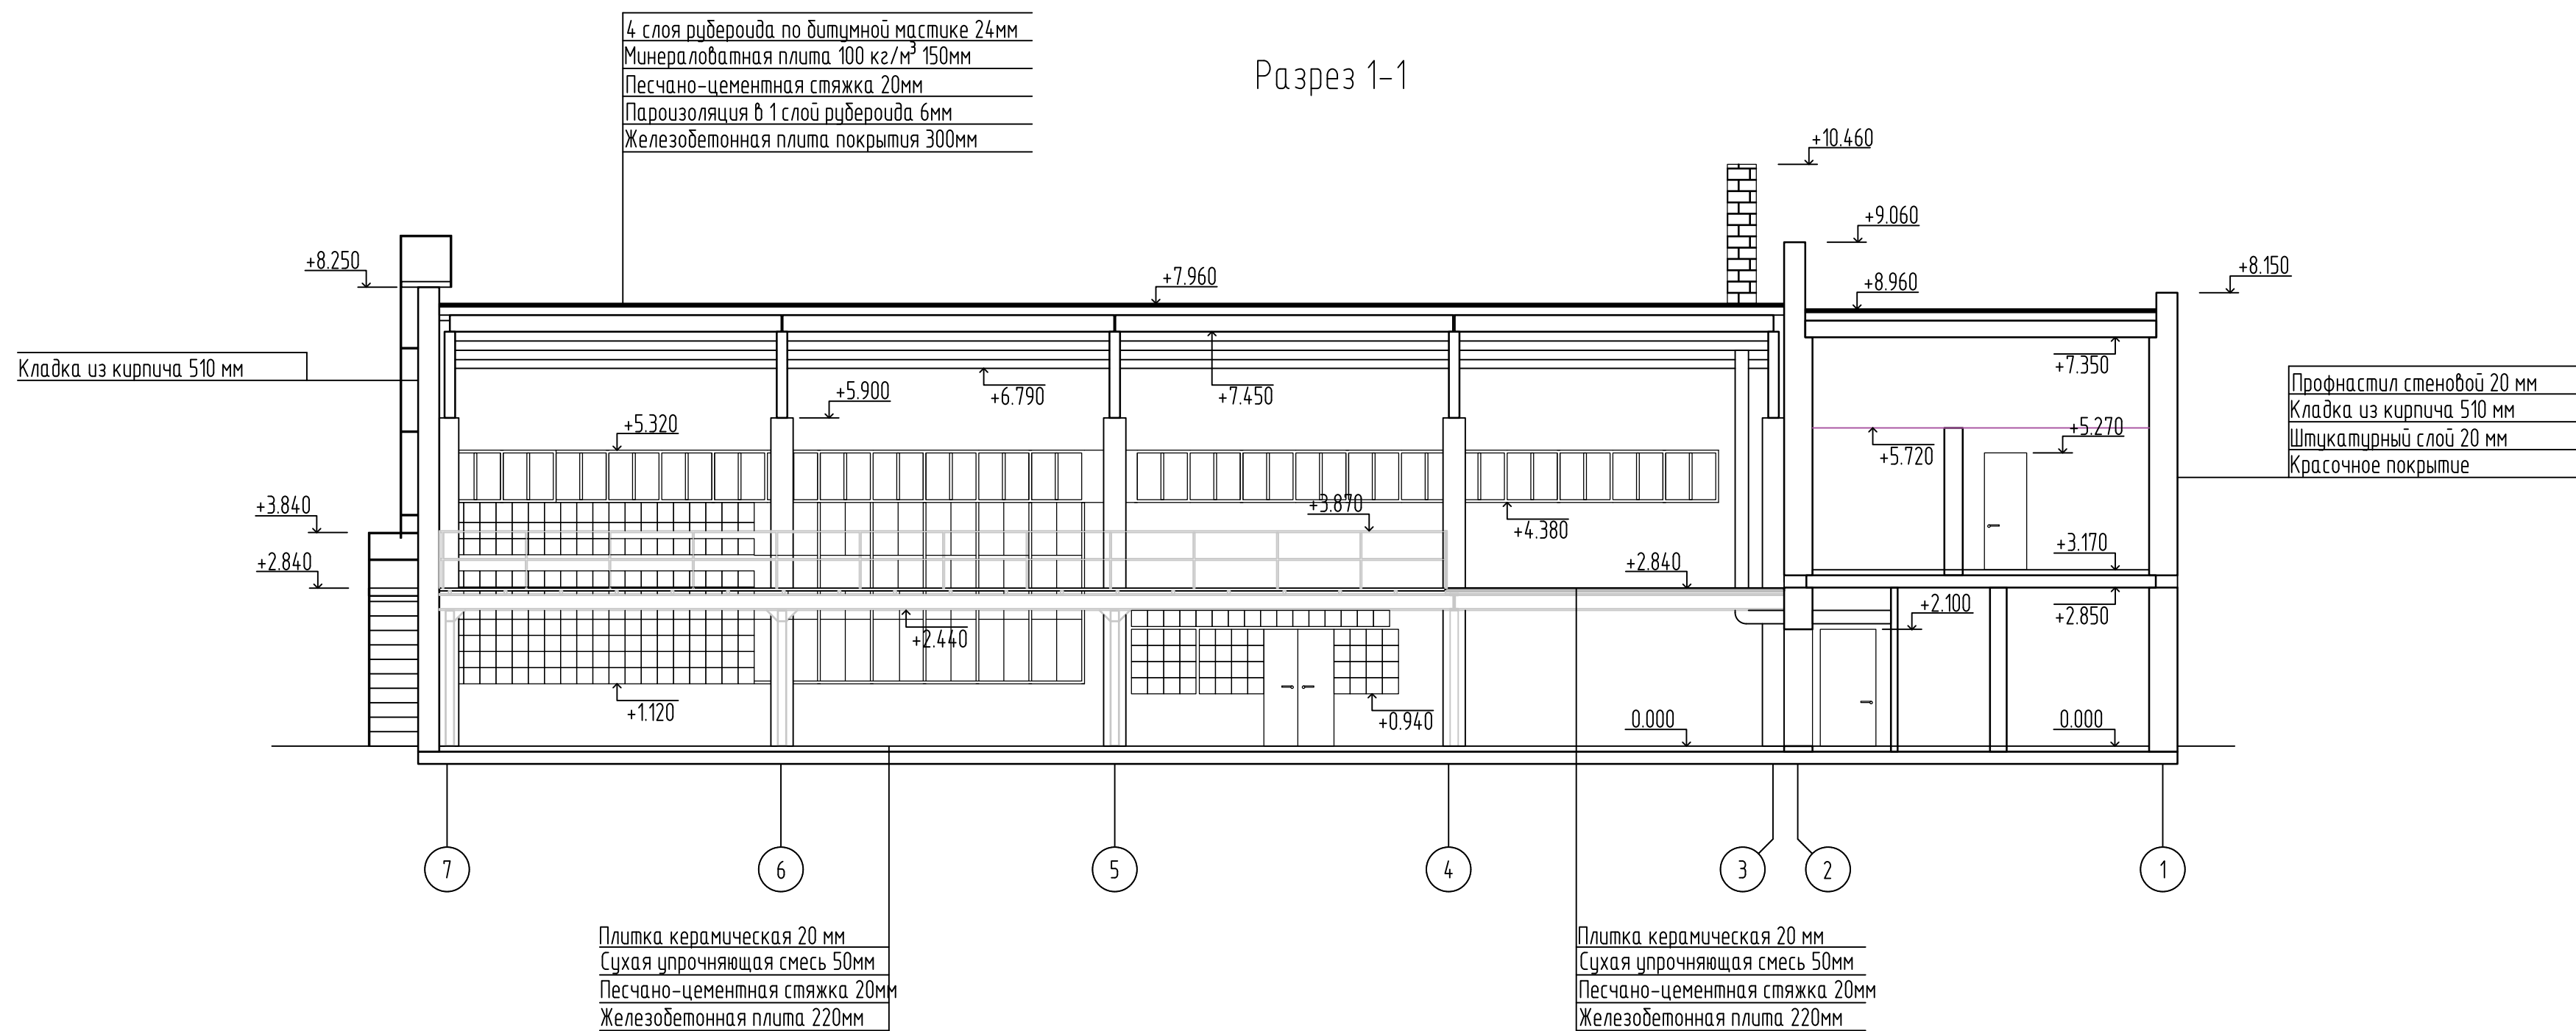 4 слоя рубероида по битумной мастике 24мм
Минераловатная плита 100 кг/м³ 150мм
Песчано-цементная стяжка 20мм
Пароизоляция в 1 слой рубероида 6мм
Железобетонная плита покрытия 300мм
Разрез 1-1
+10.460
+9.060
+8.250
+7.960
+8.960
+8.150
Кладка из кирпича 510 мм
+5.900
+6.790
+7.450
+7.350
Профнастил стеновой 20 мм
Кладка из кирпича 510 мм
Штукатурный слой 20 мм
Красочное покрытие
+5.320
+5.270
+5.720
+3.840
+3.870
+4.380
+3.170
+2.840
+2.840
+2.100
+2.850
+2.440
+1.120
+0.940
0.000
0.000
7
6
5
4
3
2
1
Плитка керамическая 20 мм
Сухая упрочняющая смесь 50мм
Песчано-цементная стяжка 20мм
Железобетонная плита 220мм
Плитка керамическая 20 мм
Сухая упрочняющая смесь 50мм
Песчано-цементная стяжка 20мм
Железобетонная плита 220мм